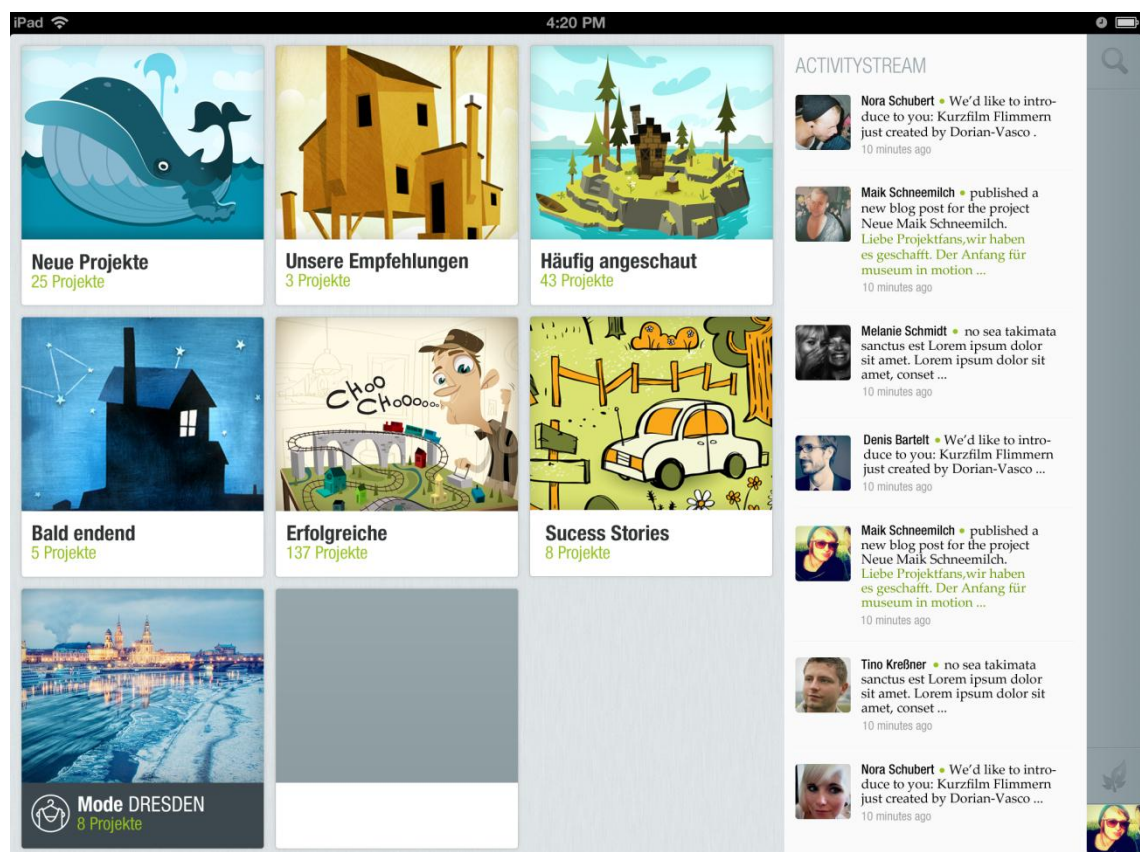 iPad
4:20 PM
Neue Projekte
25 Projekte
Unsere Empfehlungen
3 Projekte
Häufig angeschaut
43 Projekte
CHOO
CHOOoooo..
Bald endend
5 Projekte
Erfolgreiche
137 Projekte
Sucess Stories
8 Projekte
Mode DRESDEN
8 Projekte
ACTIVITYSTREAM
Nora Schubert • We'd like to intro-
duce to you: Kurzfilm Flimmern
just created by Dorian-Vasco .
10 minutes ago
Maik Schneemilch • published a
new blog post for the project
Neue Maik Schneemilch.
Liebe Projektfans,wir haben
es geschafft. Der Anfang für
museum in motion ...
10 minutes ago
Melanie Schmidt • no sea takimata
sanctus est Lorem ipsum dolor
sit amet. Lorem ipsum dolor sit
amet, conset ...
10 minutes ago
Denis Bartelt • We'd like to intro-
duce to you: Kurzfilm Flimmern
just created by Dorian-Vasco ...
10 minutes ago
Maik Schneemilch • published a
new blog post for the project
Neue Maik Schneemilch.
Liebe Projektfans,wir haben
es geschafft. Der Anfang für
museum in motion ...
10 minutes ago
Tino Kreßner • no sea takimata
sanctus est Lorem ipsum dolor
sit amet. Lorem ipsum dolor sit
amet, conset ...
10 minutes ago
Nora Schubert • We'd like to intro-
duce to you: Kurzfilm Flimmern
just created by Dorian-Vasco ...
10 minutes ago